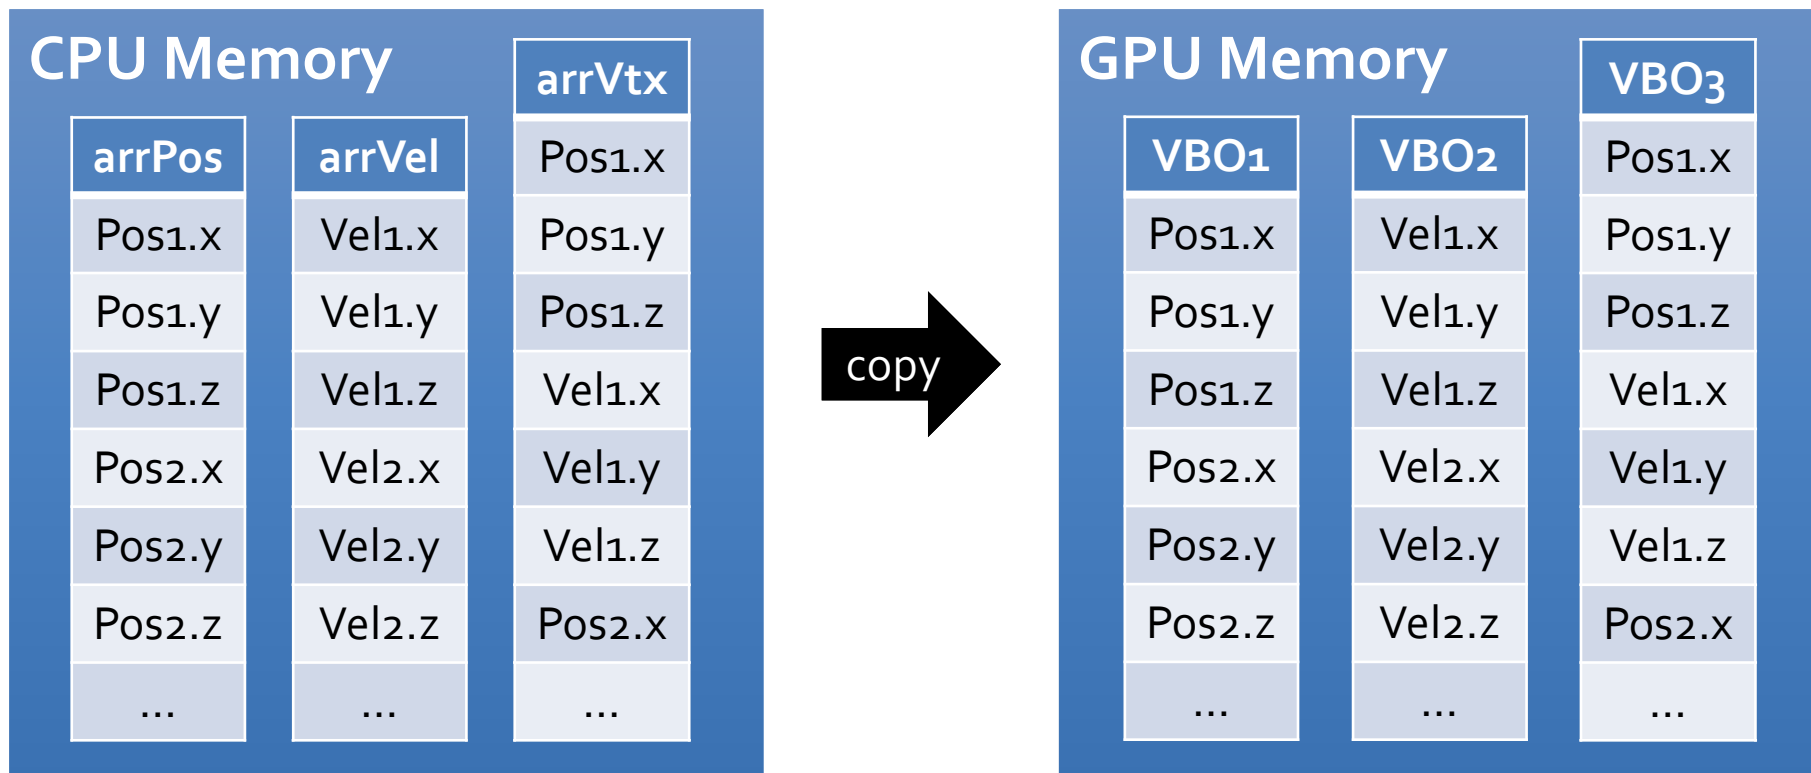 CPU Memory
arrPos
Pos1.x
Pos1.y
Pos1.z
Pos2.x
Pos2.y
Pos2.z
...
arrVel
Vel1.x
Vel1.y
Vel1.z
Vel2.x
Vel2.y
Vel2.z
...
arrVtx
Pos1.x
Pos1.y
Pos1.z
Vel1.x
Vel1.y
Vel1.z
Pos2.x
...
copy
GPU Memory
VBO1
Pos1.x
Pos1.y
Pos1.z
Pos2.x
Pos2.y
Pos2.z
...
VBO2
Vel1.x
Vel1.y
Vel1.z
Vel2.x
Vel2.y
Vel2.z
...
VBO3
Pos1.x
Pos1.y
Pos1.z
Vel1.x
Vel1.y
Vel1.z
Pos2.x
...